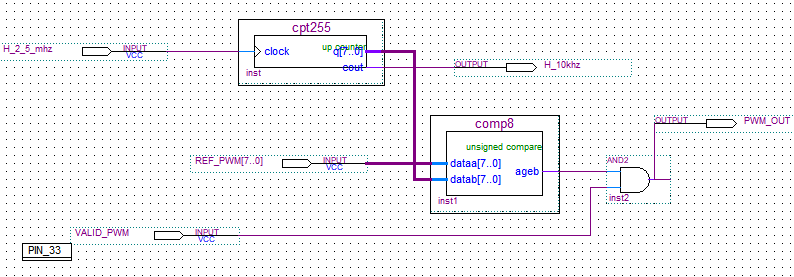 cpt255
H_2_5_mhz
INPUT
VCC
clock
up counter
q[7..0]
cout
inst
OUTPUT
H_10khz
comp8
unsigned compare
REF_PWM[7..0]
INPUT
VCC
dataa[7..0]
datab[7..0]
ageb
inst1
OUTPUT
PWM_OUT
AND2
inst2
VALID_PWM
INPUT
VCC
PIN_33